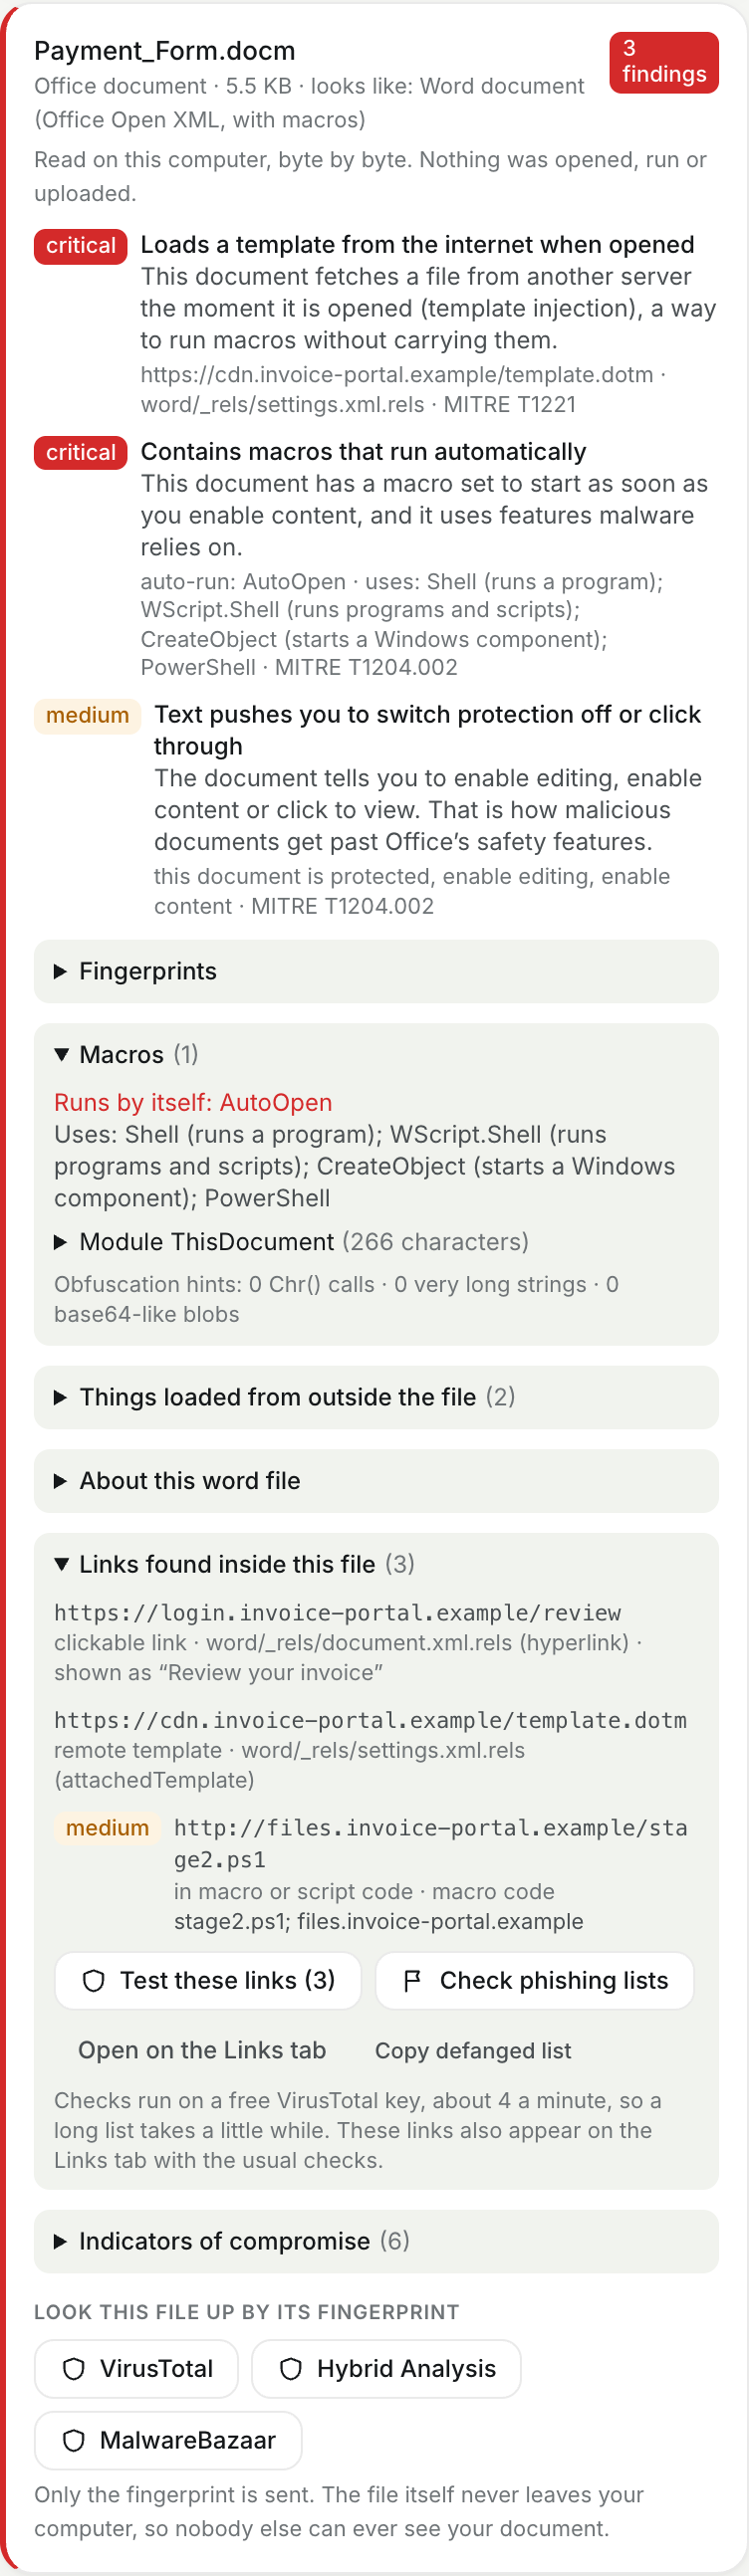 Payment_Form.docm
3
findings
Office document · 5.5 KB · looks like: Word document
(Office Open XML, with macros)
Read on this computer, byte by byte. Nothing was opened, run or
uploaded.
critical
Loads a template from the internet when opened
This document fetches a file from another server
the moment it is opened (template injection), a way
to run macros without carrying them.
https://cdn.invoice-portal.example/template.dotm ·
word/_rels/settings.xml.rels · MITRE T1221
critical
Contains macros that run automatically
This document has a macro set to start as soon as
you enable content, and it uses features malware
relies on.
auto-run: AutoOpen · uses: Shell (runs a program);
WScript.Shell (runs programs and scripts);
CreateObject (starts a Windows component);
PowerShell · MITRE T1204.002
medium
Text pushes you to switch protection off or click
through
The document tells you to enable editing, enable
content or click to view. That is how malicious
documents get past Office’s safety features.
this document is protected, enable editing, enable
content · MITRE T1204.002
▶ Fingerprints
▼ Macros (1)
Runs by itself: AutoOpen
Uses: Shell (runs a program); WScript.Shell (runs
programs and scripts); CreateObject (starts a Windows
component); PowerShell
▶ Module ThisDocument (266 characters)
Obfuscation hints: 0 Chr() calls · 0 very long strings · 0
base64-like blobs
▶ Things loaded from outside the file (2)
▶ About this word file
▼ Links found inside this file (3)
https://login.invoice-portal.example/review
clickable link · word/_rels/document.xml.rels (hyperlink) ·
shown as “Review your invoice”
https://cdn.invoice-portal.example/template.dotm
remote template · word/_rels/settings.xml.rels
(attachedTemplate)
medium
http://files.invoice-portal.example/sta
ge2.ps1
in macro or script code · macro code
stage2.ps1; files.invoice-portal.example
Test these links (3)
Check phishing lists
Open on the Links tab
Copy defanged list
Checks run on a free VirusTotal key, about 4 a minute, so a
long list takes a little while. These links also appear on the
Links tab with the usual checks.
▶ Indicators of compromise (6)
LOOK THIS FILE UP BY ITS FINGERPRINT
VirusTotal
Hybrid Analysis
MalwareBazaar
Only the fingerprint is sent. The file itself never leaves your
computer, so nobody else can ever see your document.